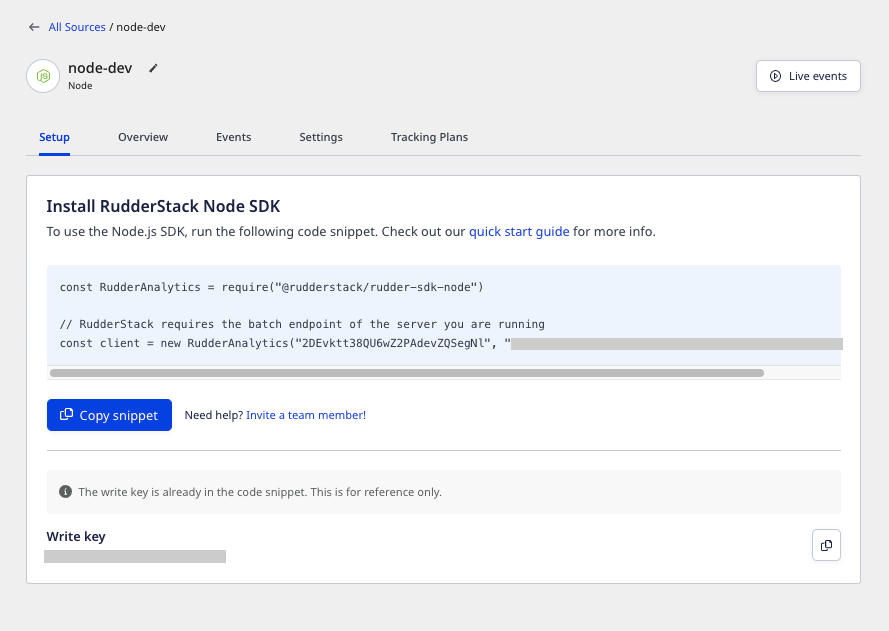 All Sources / node-dev
node-dev
Node
Live events
Setup Overview Events Settings Tracking Plans
Install RudderStack Node SDK
To use the Node.js SDK, run the following code snippet. Check out our quick start guide for more info.
const RudderAnalytics = require("@rudderstack/rudder-sdk-node")
// RudderStack requires the batch endpoint of the server you are running
const client = new RudderAnalytics("2DEvktt38QU6wZ2PAdevZQSegNl", "
Copy snippet
Need help? Invite a team member!
The write key is already in the code snippet. This is for reference only.
Write key